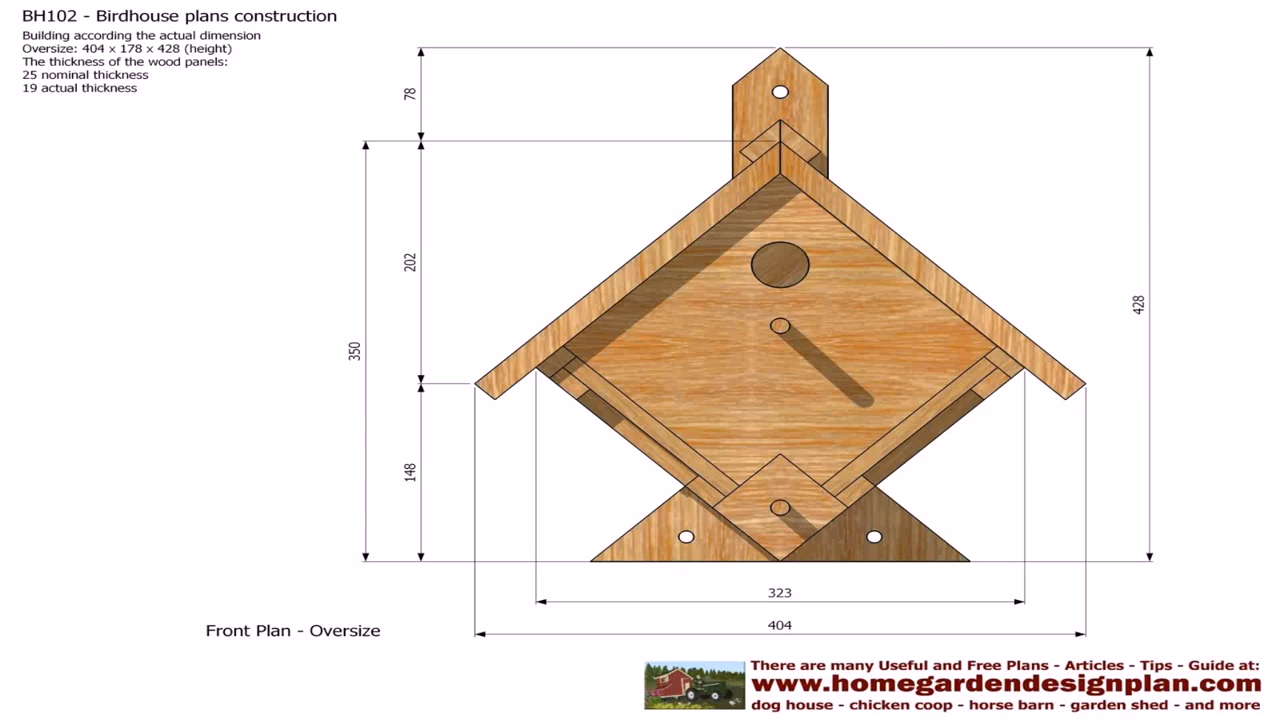 BH102 - Birdhouse plans construction
Building according the actual dimension
Oversize: 404 x 178 x 428 (height)
The thickness of the wood panels:
25 nominal thickness
19 actual thickness
78
202
350
428
148
323
404
Front Plan - Oversize
There are many Useful and Free Plans - Articles - Tips - Guide at:
www.homegardendesignplan.com
dog house - chicken coop - horse barn - garden shed - and more